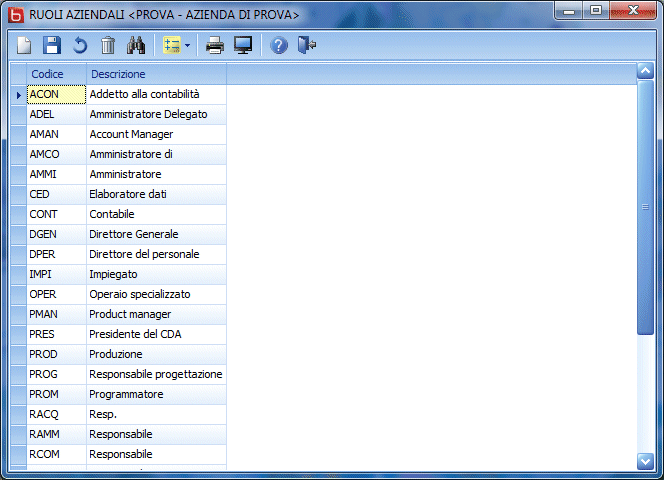 RUOLI AZIENDALI <PROVA - AZIENDA DI PROVA>
Codice Descrizione
ACON Addetto alla contabilità
ADEL Amministratore Delegato
AMAN Account Manager
AMCO Amministratore di
AMMI Amministratore
CED Elaboratore dati
CONT Contabile
DGEN Direttore Generale
DPER Direttore del personale
IMPI Impiegato
OPER Operaio specializzato
PMAN Product manager
PRES Presidente del CDA
PROD Produzione
PROG Responsabile progettazione
PROM Programmatore
RACQ Resp.
RAMM Responsabile
RCOM Responsabile